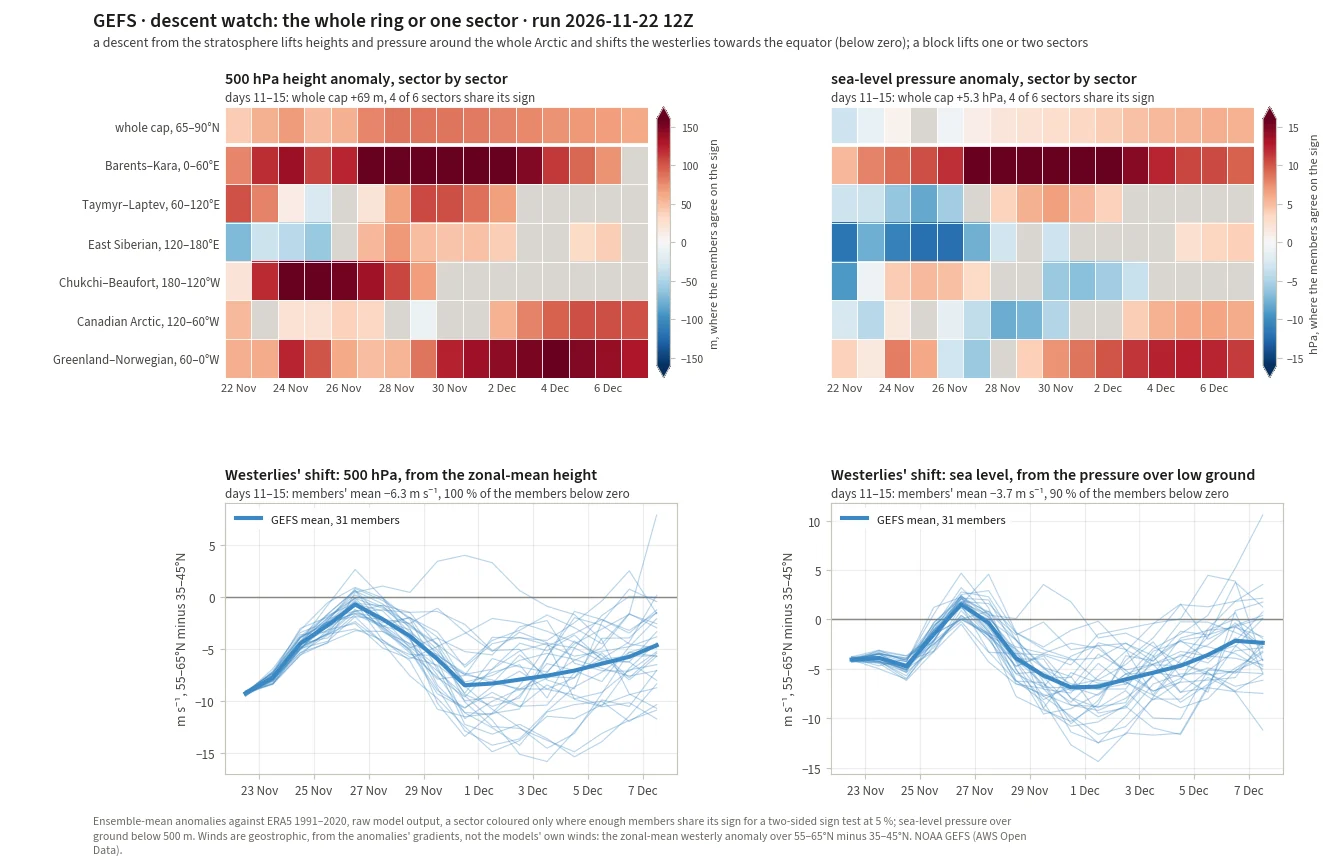 GEFS · descent watch: the whole ring or one sector · run 2026-11-22 12Z
a descent from the stratosphere lifts heights and pressure around the whole Arctic and shifts the westerlies towards the equator (below zero); a block lifts one or two sectors
500 hPa height anomaly, sector by sector
days 11–15: whole cap +69 m, 4 of 6 sectors share its sign
whole cap, 65–90°N
Barents–Kara, 0–60°E
Taymyr–Laptev, 60–120°E
East Siberian, 120–180°E
Chukchi–Beaufort, 180–120°W
Canadian Arctic, 120–60°W
Greenland–Norwegian, 60–0°W
22 Nov 24 Nov 26 Nov 28 Nov 30 Nov 2 Dec 4 Dec 6 Dec
150
100
50
0
−50
−100
−150
m, where the members agree on the sign
sea-level pressure anomaly, sector by sector
days 11–15: whole cap +5.3 hPa, 4 of 6 sectors share its sign
22 Nov 24 Nov 26 Nov 28 Nov 30 Nov 2 Dec 4 Dec 6 Dec
15
10
5
0
−5
−10
−15
hPa, where the members agree on the sign
Westerlies' shift: 500 hPa, from the zonal-mean height
days 11–15: members' mean −6.3 m s⁻¹, 100 % of the members below zero
GEFS mean, 31 members
m s⁻¹, 55–65°N minus 35–45°N
5
0
−5
−10
−15
23 Nov 25 Nov 27 Nov 29 Nov 1 Dec 3 Dec 5 Dec 7 Dec
Westerlies' shift: sea level, from the pressure over low ground
days 11–15: members' mean −3.7 m s⁻¹, 90 % of the members below zero
GEFS mean, 31 members
m s⁻¹, 55–65°N minus 35–45°N
10
5
0
−5
−10
−15
23 Nov 25 Nov 27 Nov 29 Nov 1 Dec 3 Dec 5 Dec 7 Dec
Ensemble-mean anomalies against ERA5 1991–2020, raw model output, a sector coloured only where enough members share its sign for a two-sided sign test at 5 %; sea-level pressure over
ground below 500 m. Winds are geostrophic, from the anomalies' gradients, not the models' own winds: the zonal-mean westerly anomaly over 55–65°N minus 35–45°N. NOAA GEFS (AWS Open
Data).